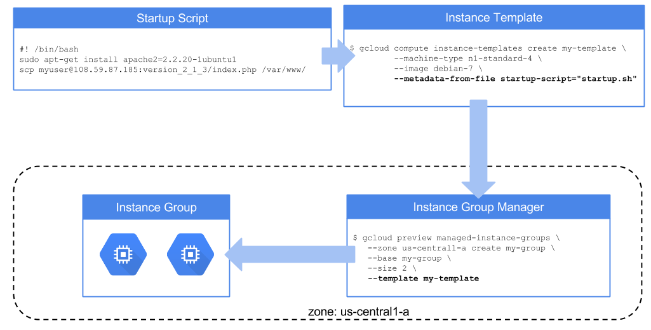 Startup Script
#! /bin/bash
sudo apt-get install apache2=2.2.20-1ubuntu1
scp myuser@108.59.87.185:version_2_1_3/index.php /var/www/
Instance Template
$ gcloud compute instance-templates create my-template \
--machine-type n1-standard-4 \
--image debian-7 \
--metadata-from-file startup-script="startup.sh"
Instance Group
Instance Group Manager
$ gcloud preview managed-instance-groups \
--zone us-central1-a create my-group \
--base my-group \
--size 2 \
--template my-template
zone: us-central1-a